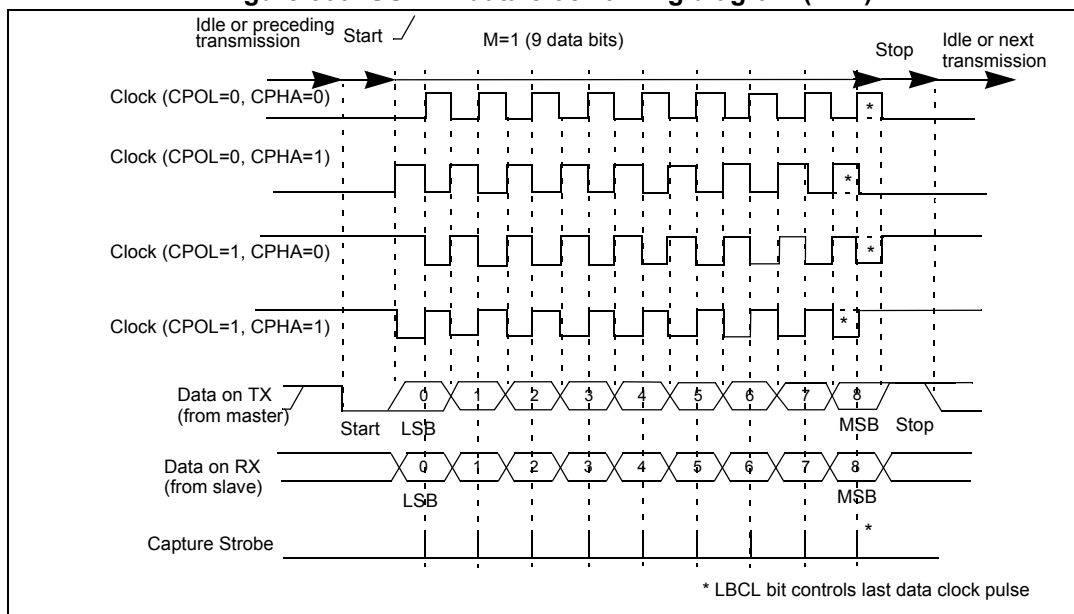 Idle or preceding
transmission
Start
M=1 (9 data bits)
Stop
Idle or next
transmission
Clock (CPOL=0, CPHA=0)
*
Clock (CPOL=0, CPHA=1)
*
Clock (CPOL=1, CPHA=0)
*
Clock (CPOL=1, CPHA=1)
*
Data on TX
(from master)
0 1 2 3 4 5 6 7 8
Start LSB MSB Stop
Data on RX
(from slave)
0 1 2 3 4 5 6 7 8
LSB MSB
*
Capture Strobe
* LBCL bit controls last data clock pulse